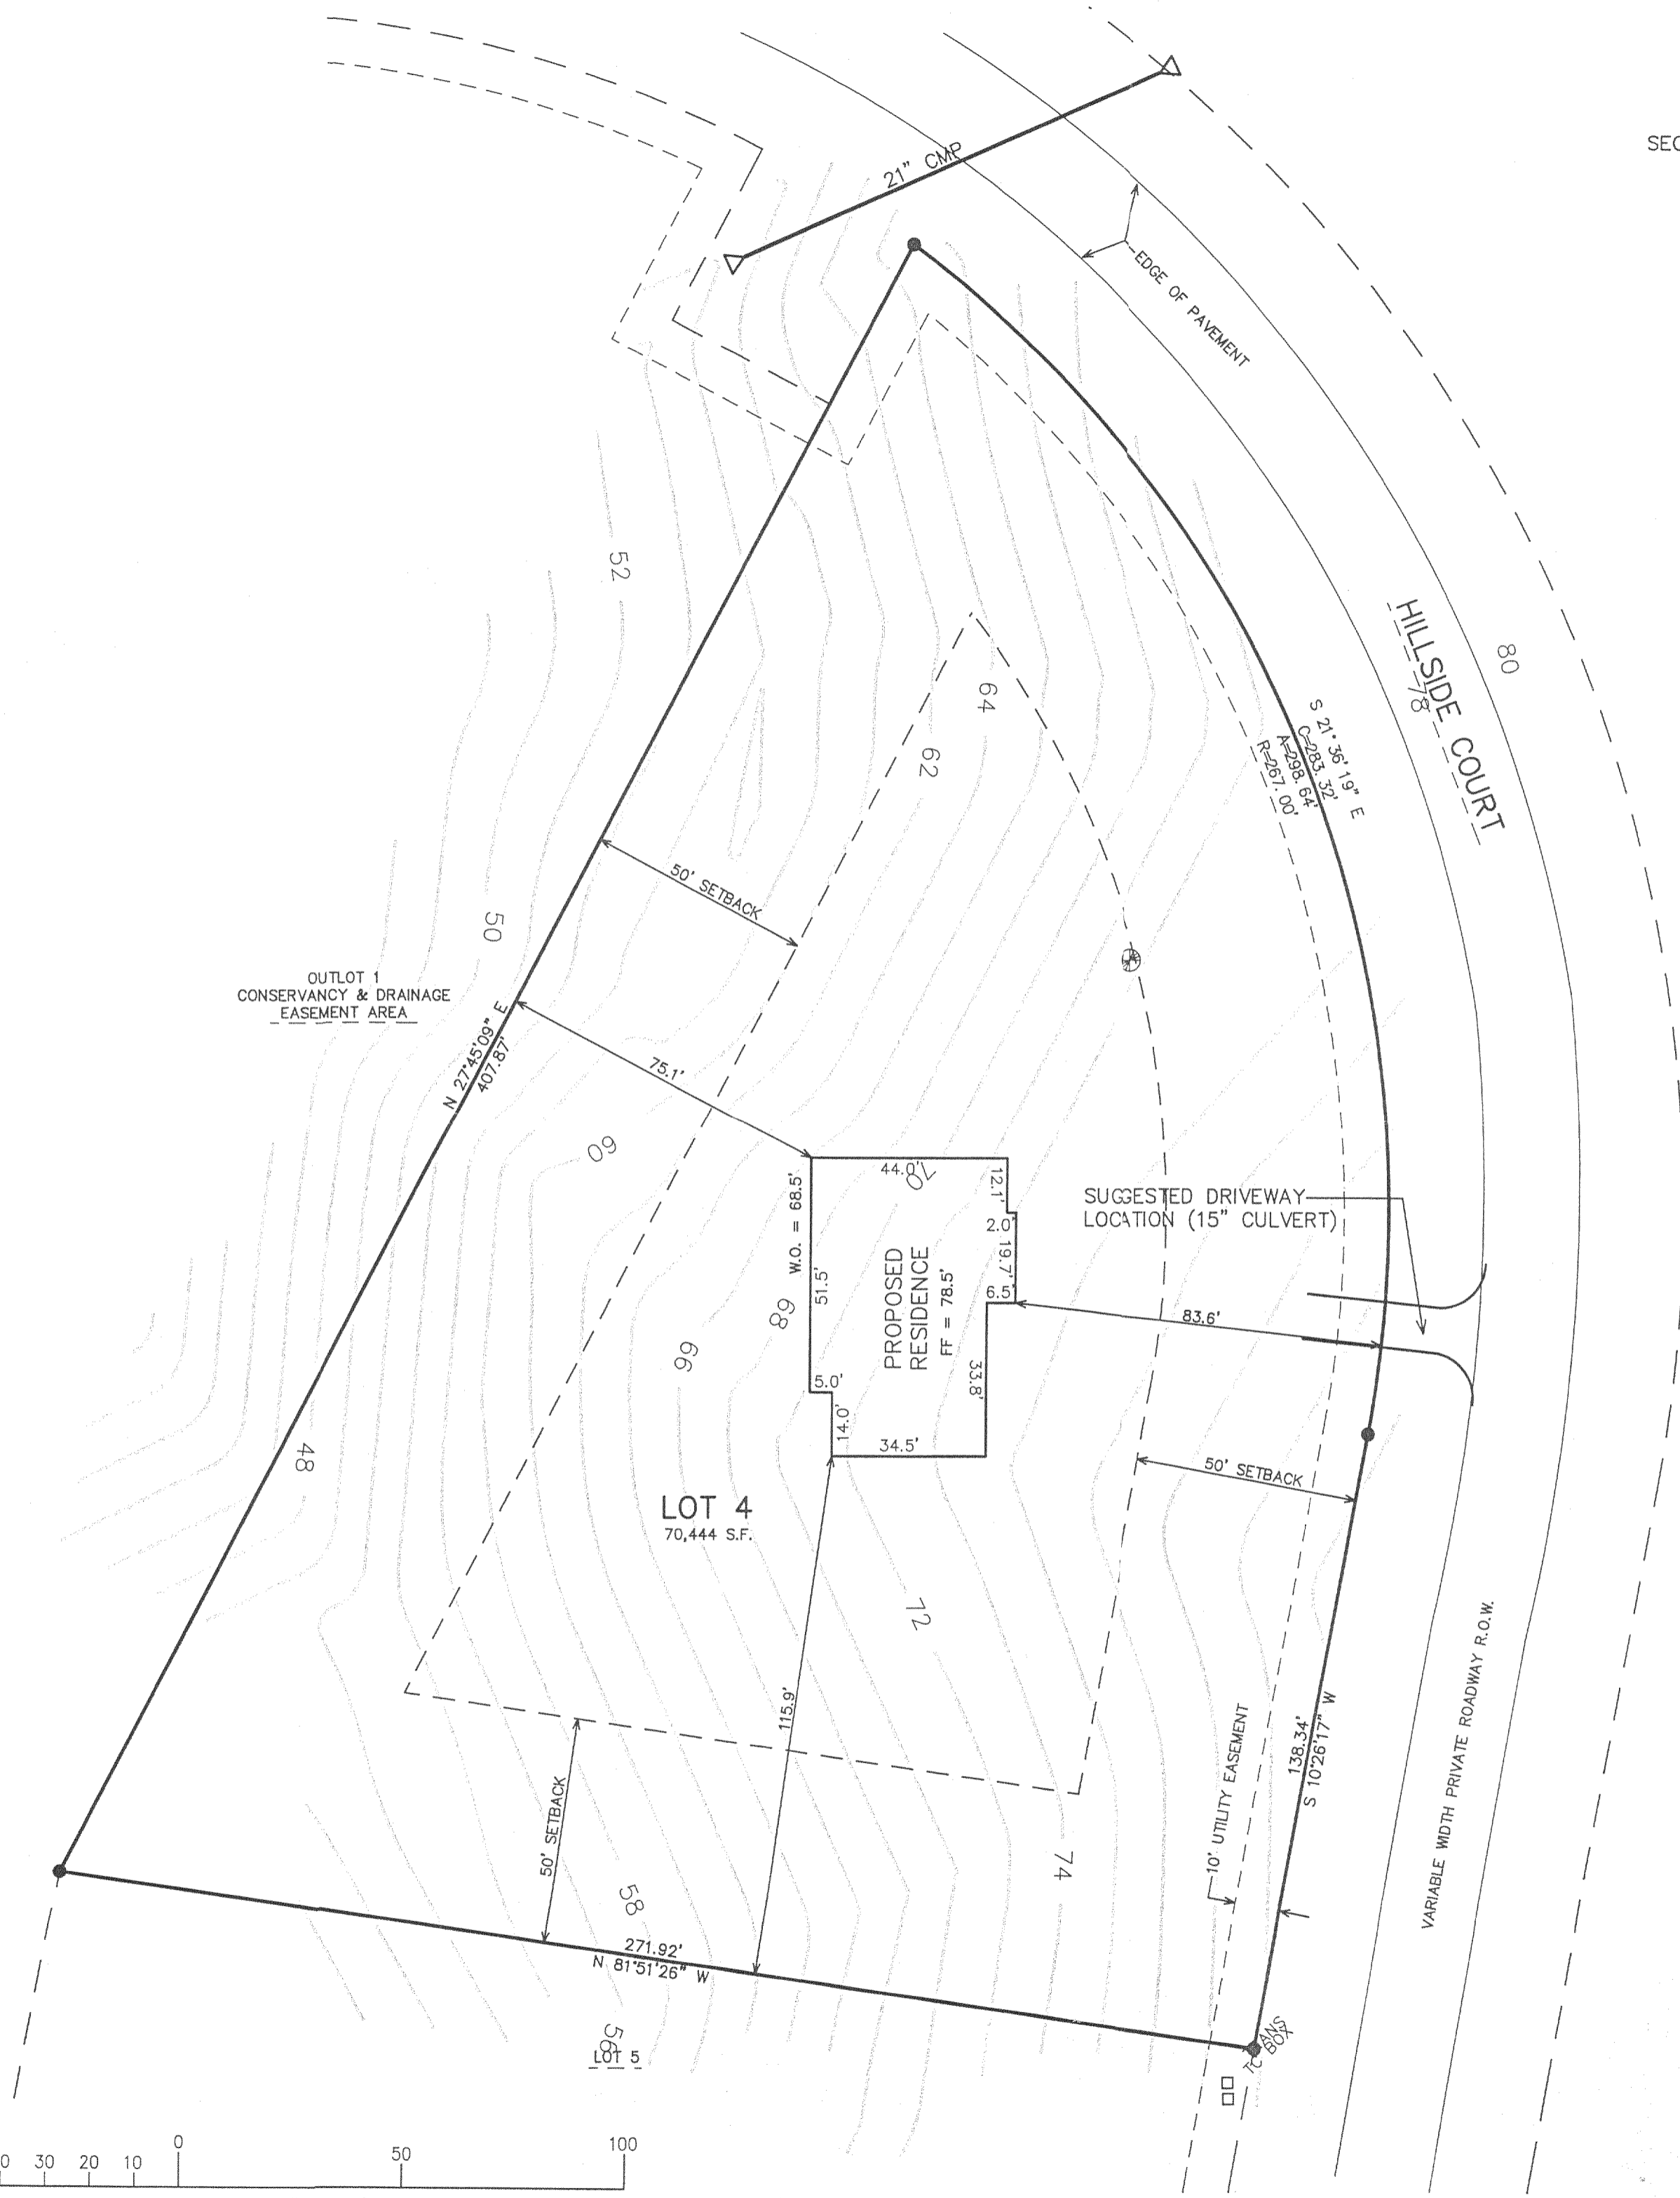 SEC
21" CMP
EDGE OF PAVEMENT
HILLSIDE COURT
80
78
S 21°36'19" E
C=283.32'
A=298.64'
R=267.00'
52
64
62
50' SETBACK
50
OUTLOT 1
CONSERVANCY & DRAINAGE
EASEMENT AREA
N 27°45'09" E
407.87'
75.1'
60
44.0'
70
12.1'
2.0'
19.7'
6.5'
W.O. = 68.5'
51.5'
PROPOSED
RESIDENCE
FF = 78.5'
SUGGESTED DRIVEWAY
LOCATION (15" CULVERT)
83.6'
68
66
5.0'
14.0'
33.8'
34.5'
48
50' SETBACK
LOT 4
70,444 S.F.
72
115.9'
50' SETBACK
10' UTILITY EASEMENT
138.34'
S 10°26'17" W
VARIABLE WIDTH PRIVATE ROADWAY R.O.W.
74
58
271.92'
N 81°51'26" W
56
LOT 5
BOX
0 30 20 10 0 50 100